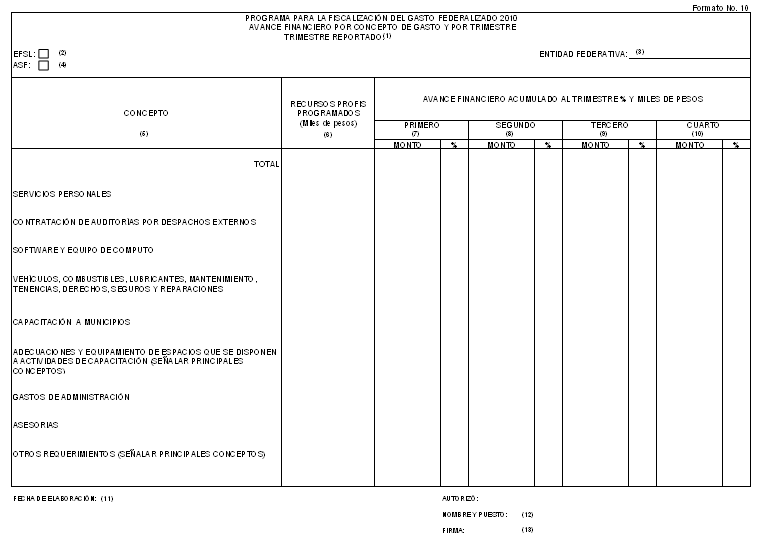 Formato No. 10
PROGRAMA PARA LA FISCALIZACIÓN DEL GASTO FEDERALIZADO 2010
AVANCE FINANCIERO POR CONCEPTO DE GASTO Y POR TRIMESTRE
TRIMESTRE REPORTADO: (1)
EFSL: (2)
ENTIDAD FEDERATIVA: (3)
ASF: (4)
CONCEPTO
(5)
RECURSOS PROFIS
PROGRAMADOS
(Miles de pesos)
(6)
AVANCE FINANCIERO ACUMULADO AL TRIMESTRE % Y MILES DE PESOS
PRIMERO SEGUNDO TERCERO CUARTO
(7) (8) (9) (10)
MONTO % MONTO % MONTO % MONTO %
TOTAL
SERVICIOS PERSONALES
CONTRATACIÓN DE AUDITORÍAS POR DESPACHOS EXTERNOS
SOFTWARE Y EQUIPO DE COMPUTO
VEHÍCULOS, COMBUSTIBLES, LUBRICANTES, MANTENIMIENTO,
TENENCIAS, DERECHOS, SEGUROS Y REPARACIONES
CAPACITACIÓN A MUNICIPIOS
ADECUACIONES Y EQUIPAMIENTO DE ESPACIOS QUE SE DISPONEN
A ACTIVIDADES DE CAPACITACIÓN (SEÑALAR PRINCIPALES
CONCEPTOS)
GASTOS DE ADMINISTRACIÓN
ASESORIAS
OTROS REQUERIMIENTOS (SEÑALAR PRINCIPALES CONCEPTOS)
FECHA DE ELABORACIÓN: (11)
AUTORIZÓ:
NOMBRE Y PUESTO: (12)
FIRMA: (13)